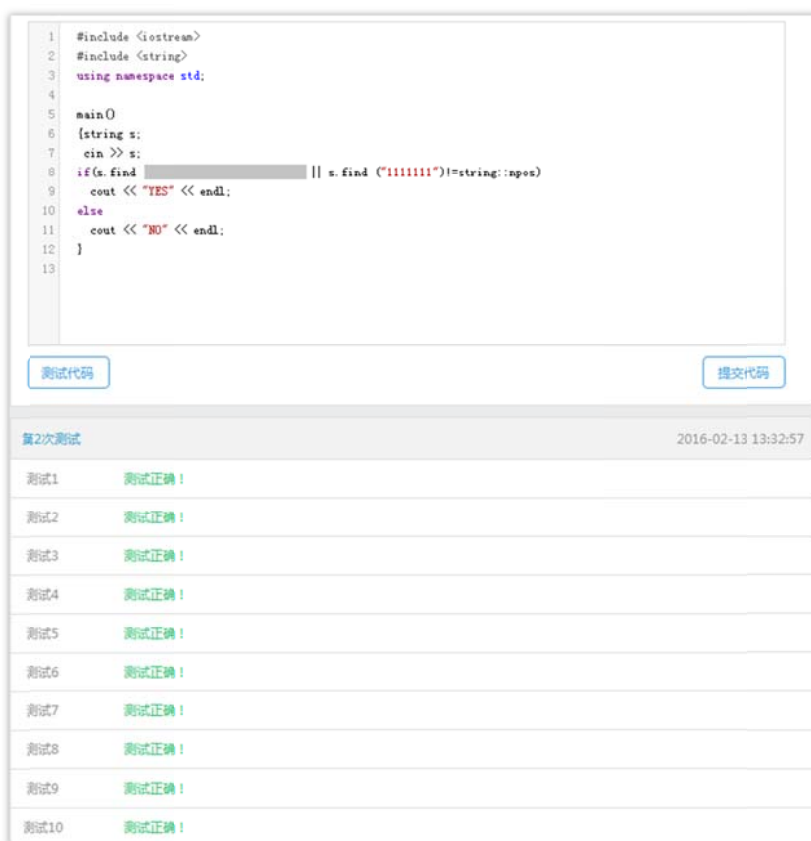 1 #include <iostream>
2 #include <string>
3 using namespace std;
4
5 main()
6 {string s;
7 cin >> s;
8 if(s.find || s.find ("1111111")!=string::npos)
9 cout << "YES" << endl;
10 else
11 cout << "NO" << endl;
12 }
13
测试代码 提交代码
第2次测试 2016-02-13 13:32:57
测试1 测试正确！
测试2 测试正确！
测试3 测试正确！
测试4 测试正确！
测试5 测试正确！
测试6 测试正确！
测试7 测试正确！
测试8 测试正确！
测试9 测试正确！
测试10 测试正确！